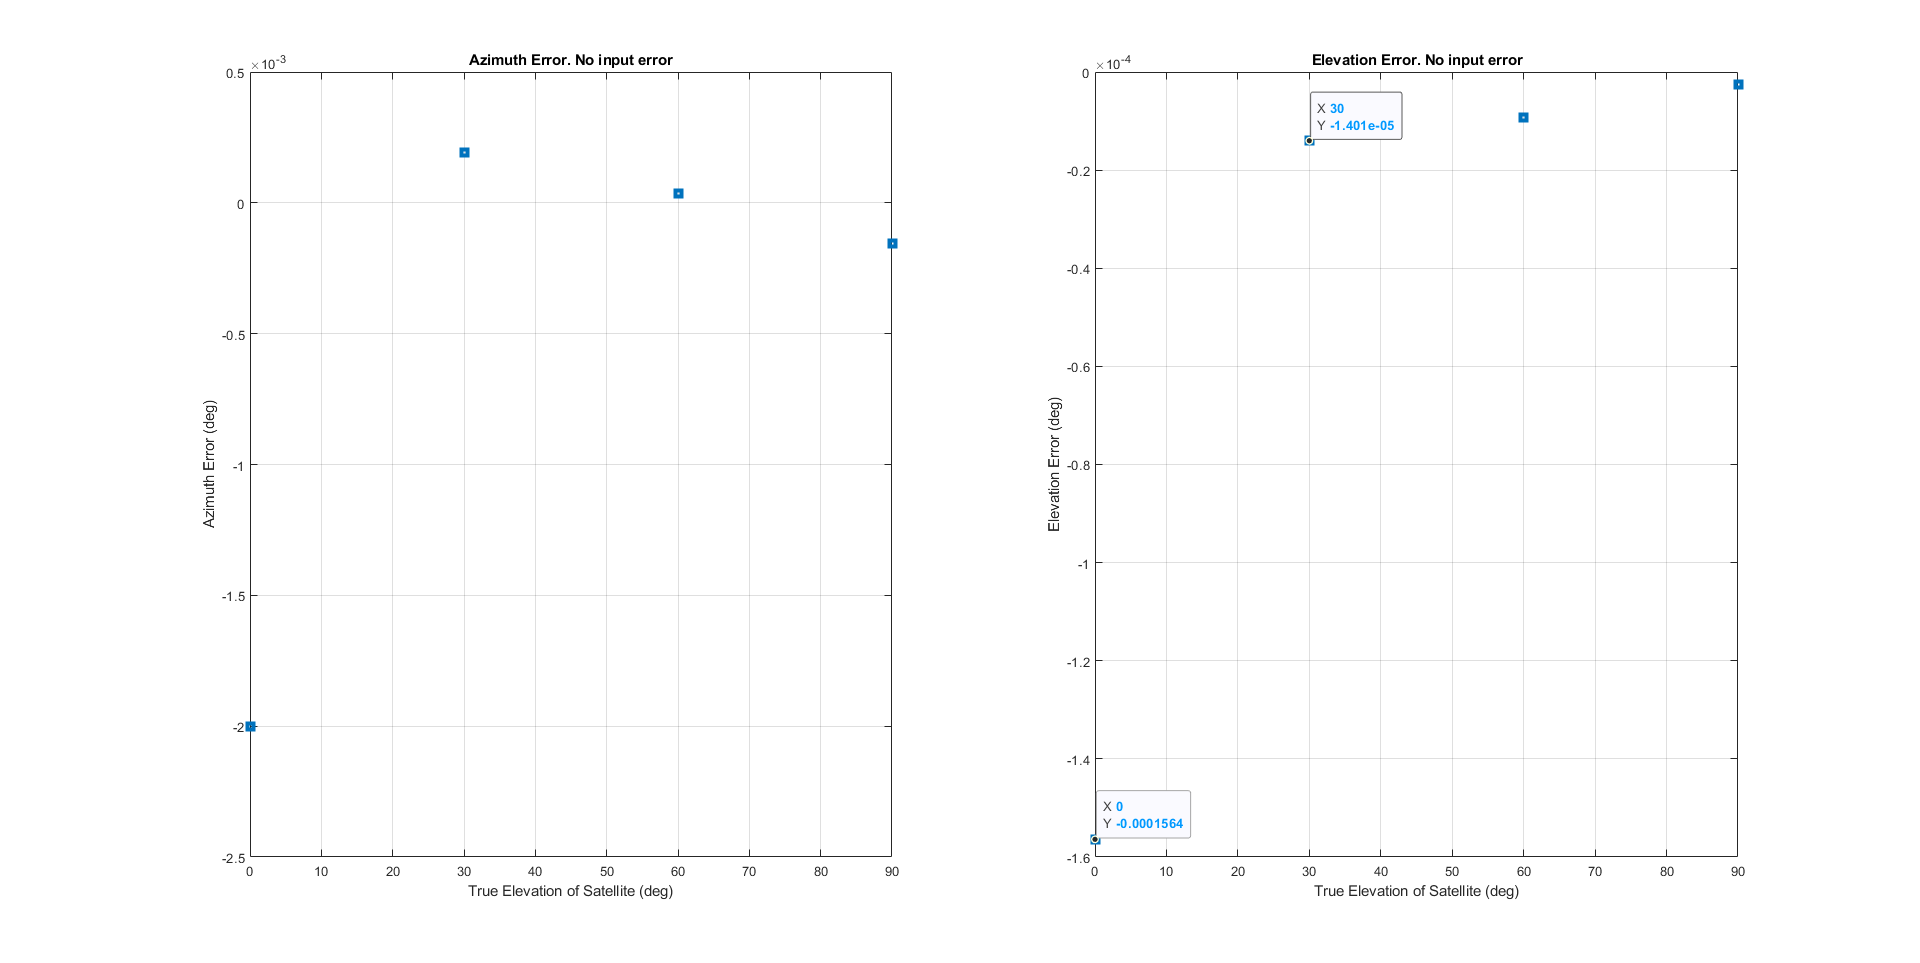 Azimuth Error. No input error
×10-3
0.5
0
-0.5
-1
-1.5
-2
-2.5
Azimuth Error (deg)
0 10 20 30 40 50 60 70 80 90
True Elevation of Satellite (deg)
Elevation Error. No input error
×10-4
0
-0.2
-0.4
-0.6
-0.8
-1
-1.2
-1.4
-1.6
Elevation Error (deg)
X 30
Y -1.401e-05
X 0
Y -0.0001564
0 10 20 30 40 50 60 70 80 90
True Elevation of Satellite (deg)